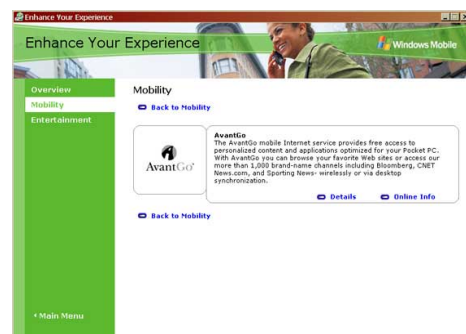 Enhance Your Experience
Enhance Your Experience
Windows Mobile
Overview
Mobility
Entertainment
Mobility
Back to Mobility
AvantGo
AvantGo
The AvantGo mobile Internet service provides free access to
personalized content and applications optimized for your Pocket PC.
With AvantGo you can browse your favorite Web sites or access our
more than 1,000 brand-name channels including Bloomberg, CNET
News.com, and Sporting News- wirelessly or via desktop
synchronization.
Details
Online Info
Back to Mobility
Main Menu